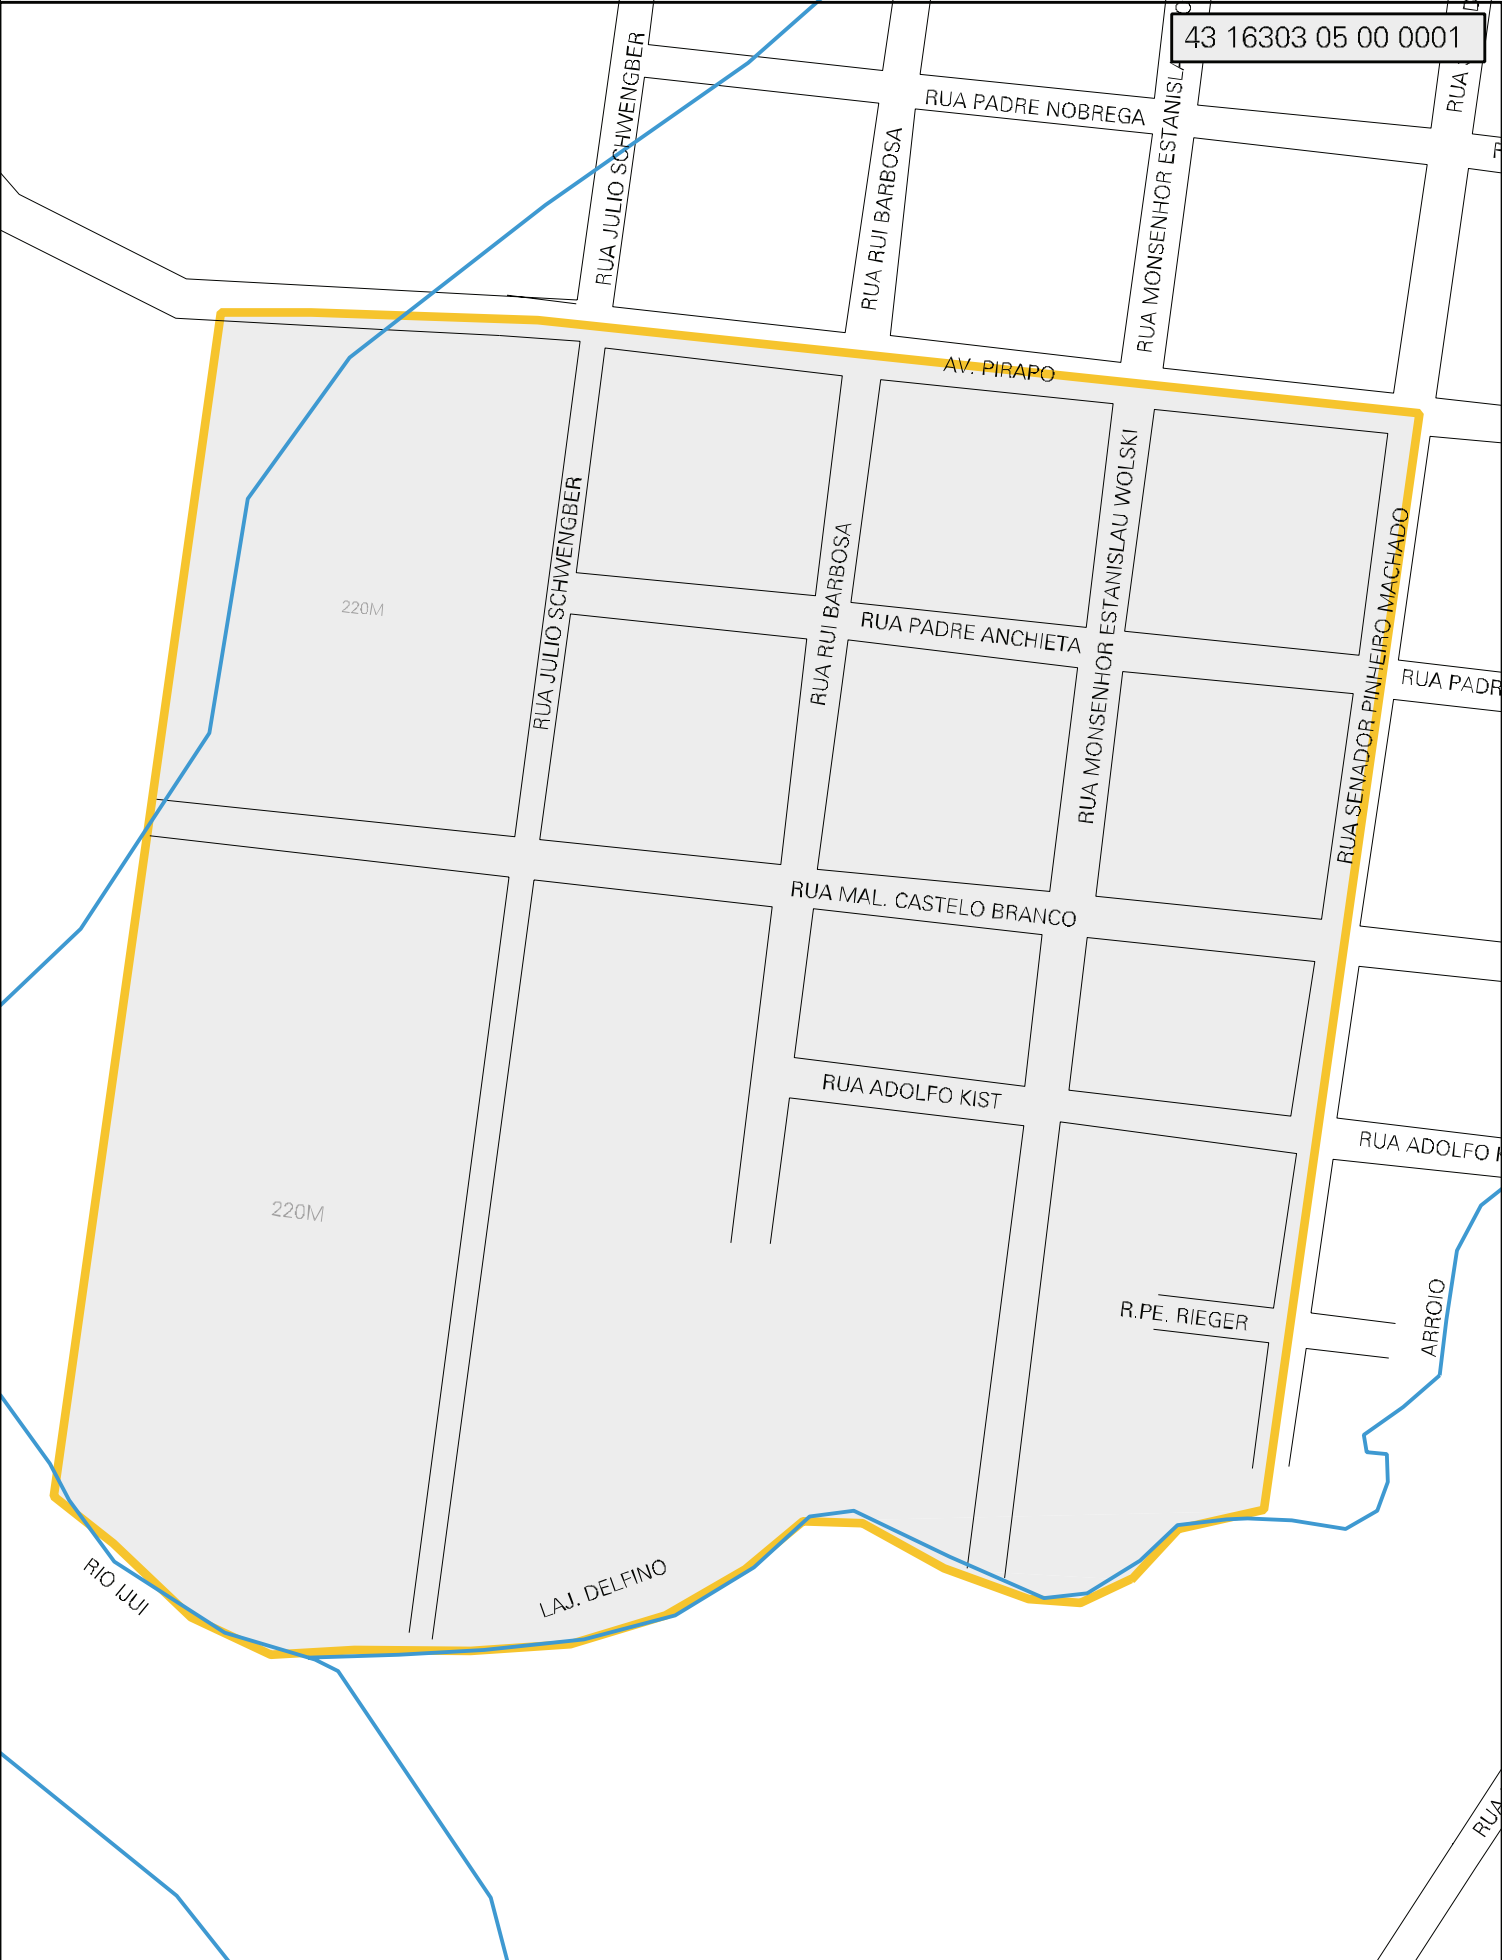 43 16303 05 00 0001
RUA JULIO SCHWENGBER
RUA PADRE NOBREGA
RUA RUI BARBOSA
RUA MONSENHOR ESTANISLA
RUA
AV. PIRAPO
RUA JULIO SCHWENGBER
RUA RUI BARBOSA
RUA MONSENHOR ESTANISLAU WOLSKI
RUA SENADOR PINHEIRO MACHADO
220M
RUA PADRE ANCHIETA
RUA PADR
RUA MAL. CASTELO BRANCO
RUA ADOLFO KIST
RUA ADOLFO K
220M
R.PE. RIEGER
ARROIO
RIO IJUI
LAJ. DELFINO
RUA